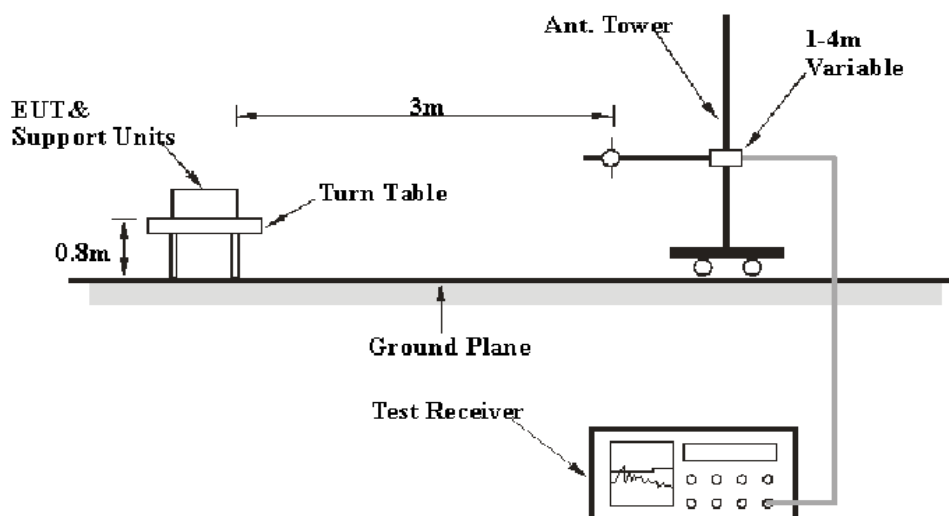 Ant. Tower
1-4m
Variable
3m
EUT&
Support Units
Turn Table
0.8m
Ground Plane
Test Receiver